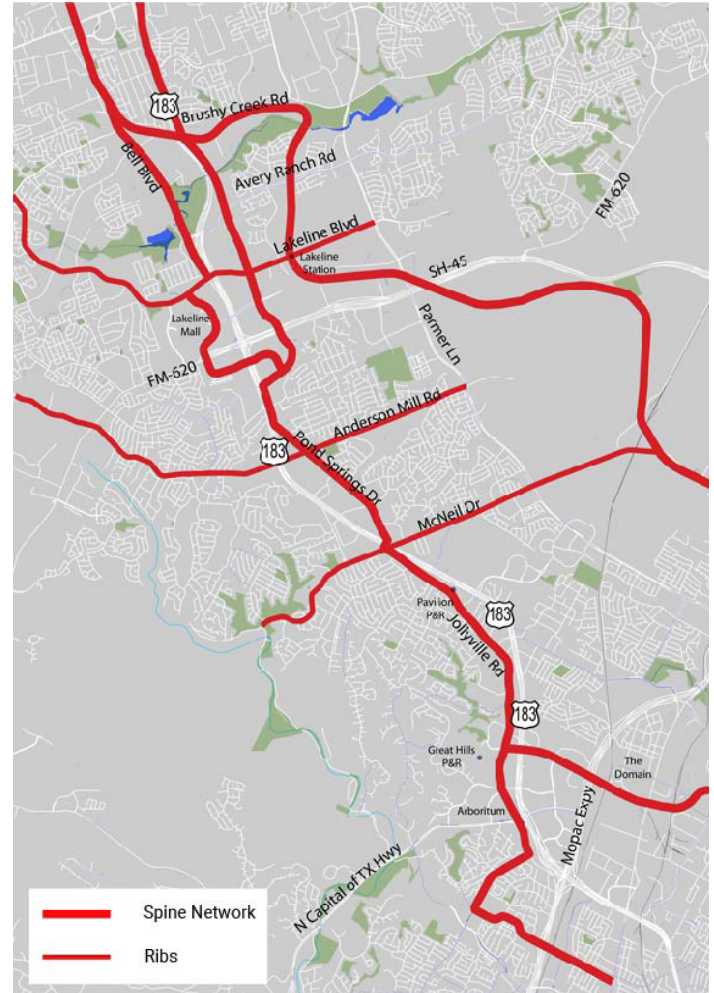 183
Brushy Creek Rd
Bell Blvd
Avery Ranch Rd
FM-620
Lakeline Blvd
Lakeline
Station
SH-45
Lakeline
Mall
Parmer Ln
FM-620
Anderson Mill Rd
183
Pond Springs Dr
McNeil Dr
Pavilion
P&R
183
Jollyville Rd
183
Great Hills
P&R
The
Domain
Arboritum
Mopac Expy
N Capital of TX Hwy
Spine Network
Ribs